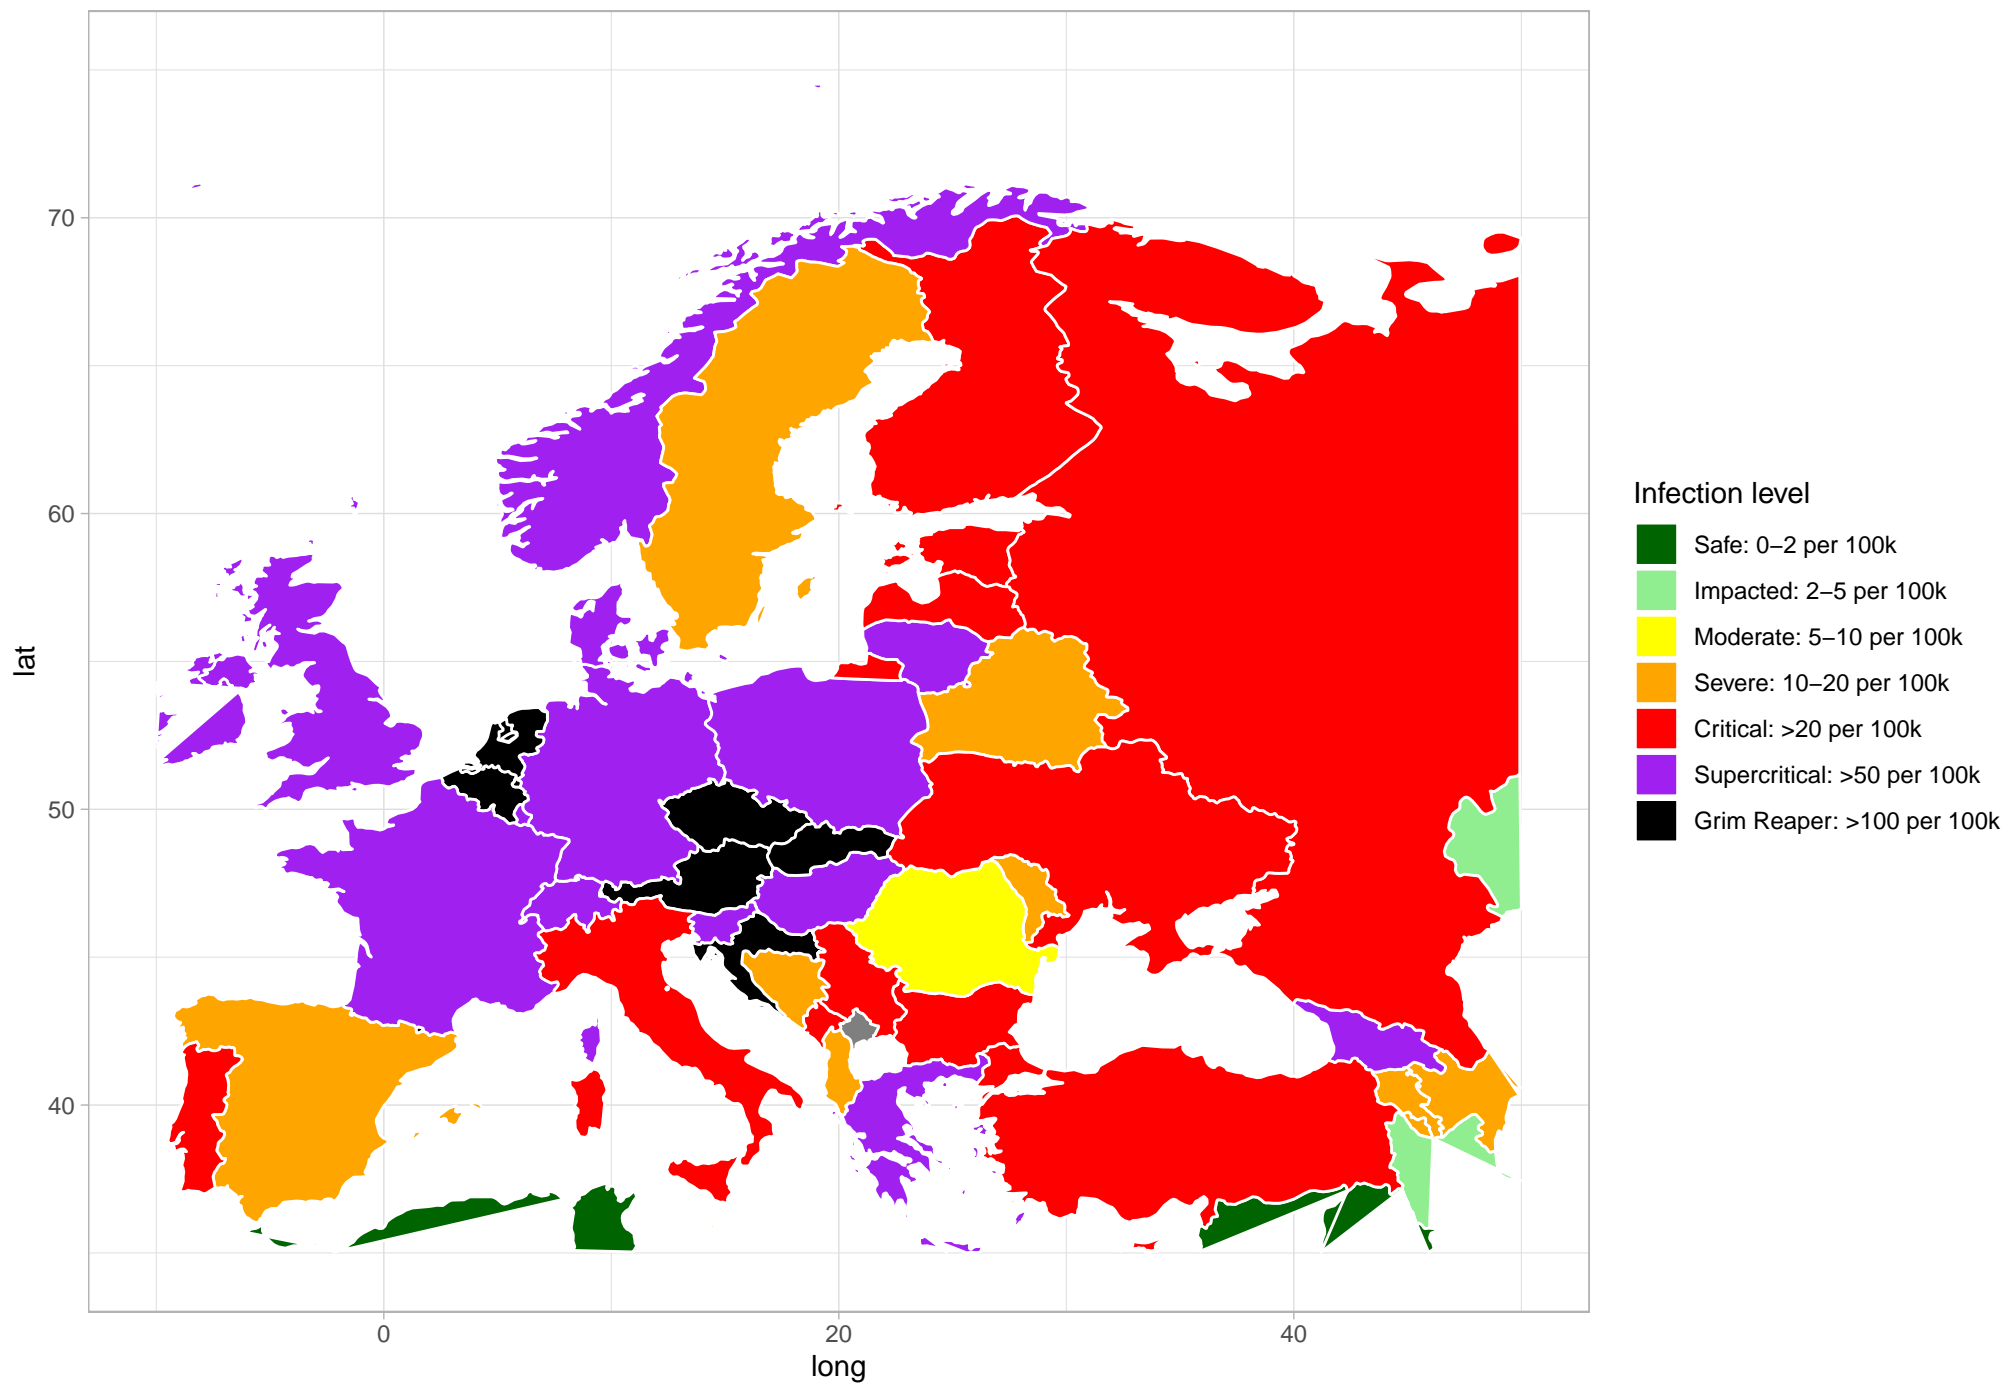 70
60
50
40
lat
0
20
40
long
Infection level
Safe: 0−2 per 100k
Impacted: 2−5 per 100k
Moderate: 5−10 per 100k
Severe: 10−20 per 100k
Critical: >20 per 100k
Supercritical: >50 per 100k
Grim Reaper: >100 per 100k